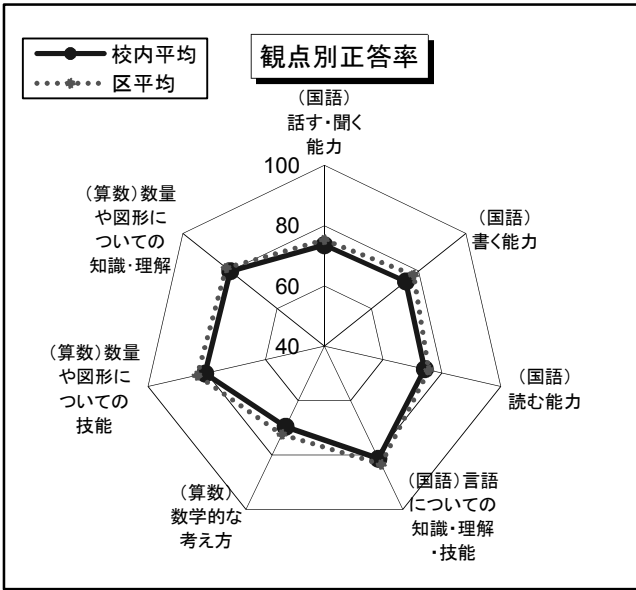 校内平均
区平均
観点別正答率
（国語）
話す・聞く
能力
（国語）
書く能力
（国語）
読む能力
（国語）言語
についての
知識・理解
・技能
（算数）
数学的な
考え方
（算数）数量
や図形に
ついての
技能
（算数）数量
や図形に
ついての
知識・理解
100
80
60
40